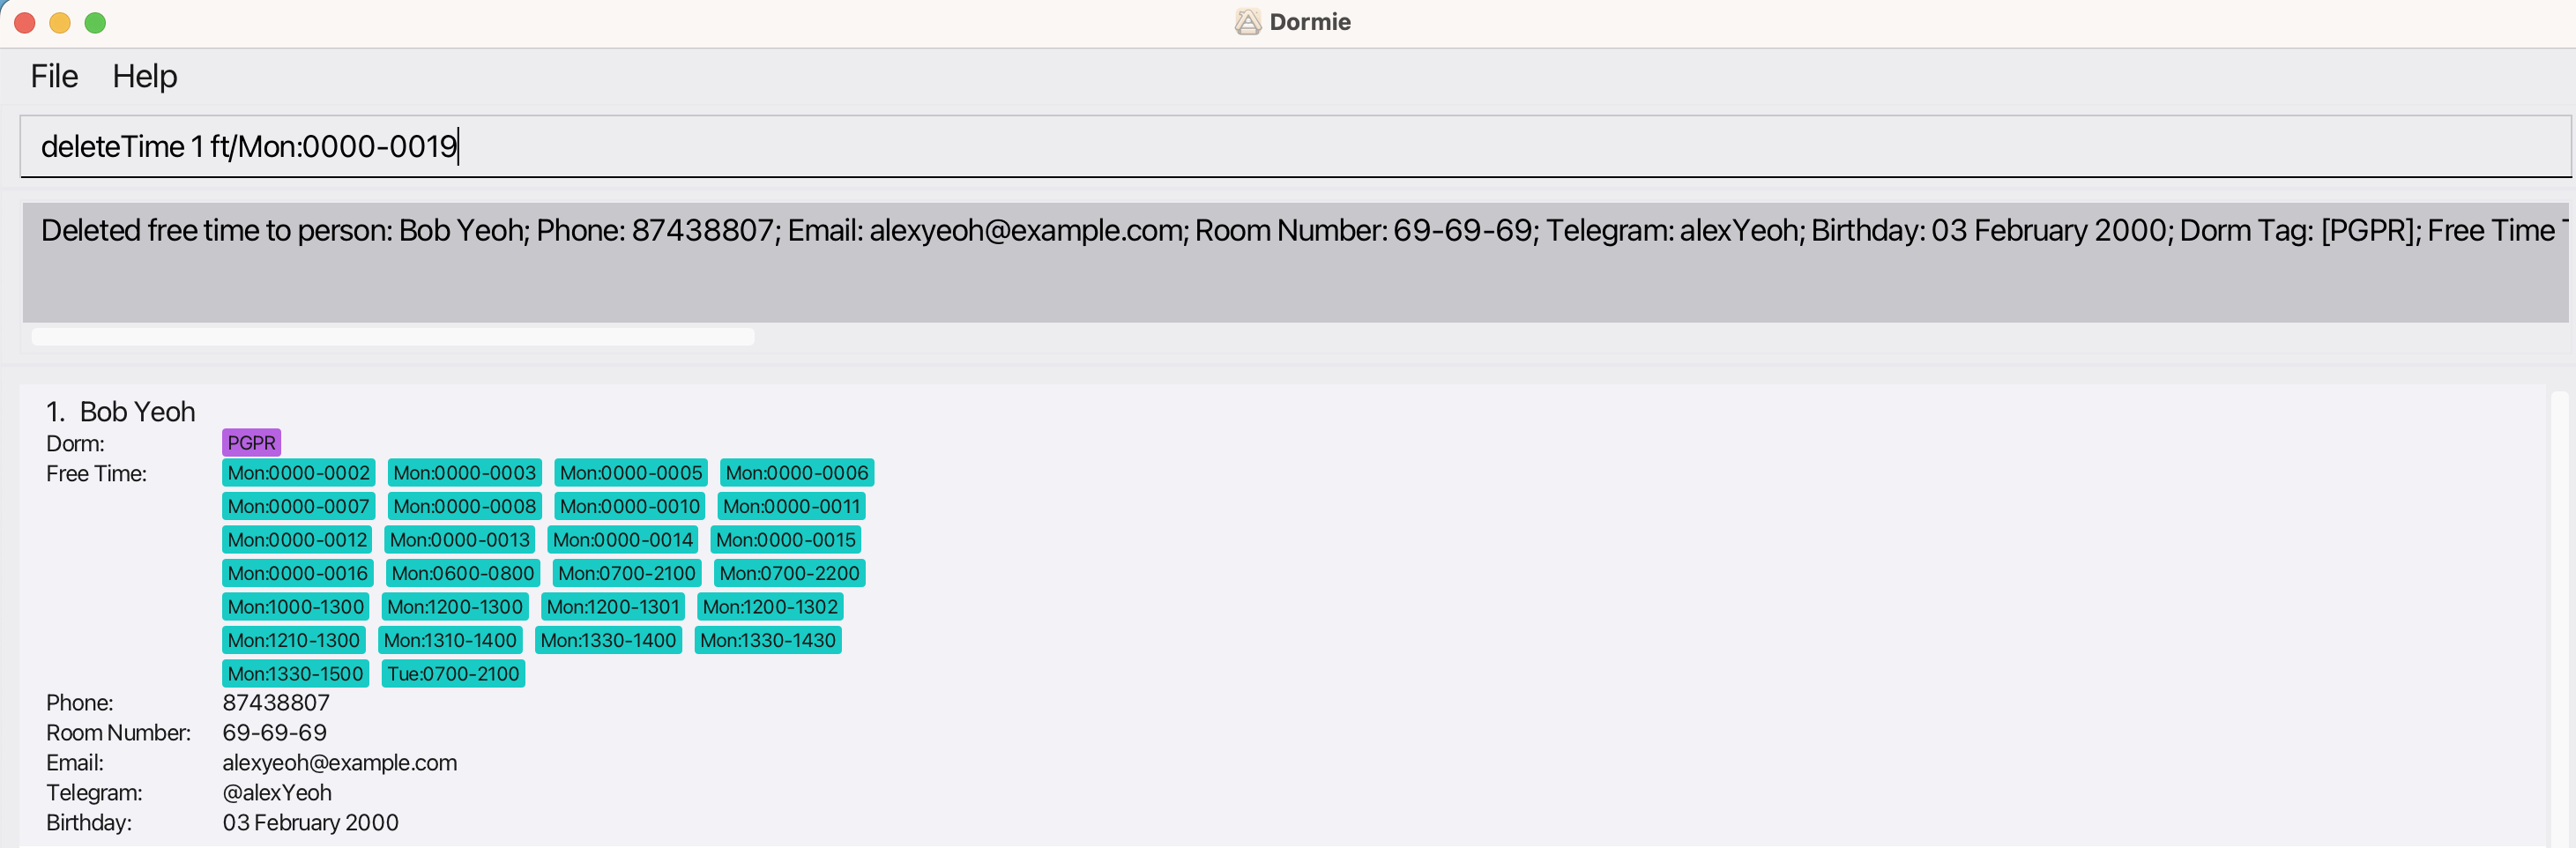 Dormie
File Help
deleteTime 1 ft/Mon:0000-0019
Deleted free time to person: Bob Yeoh; Phone: 87438807; Email: alexyeoh@example.com; Room Number: 69-69-69; Telegram: alexYeoh; Birthday: 03 February 2000; Dorm Tag: [PGPR]; Free Time
1. Bob Yeoh
Dorm: PGPR
Free Time: Mon:0000-0002 Mon:0000-0003 Mon:0000-0005 Mon:0000-0006
Mon:0000-0007 Mon:0000-0008 Mon:0000-0010 Mon:0000-0011
Mon:0000-0012 Mon:0000-0013 Mon:0000-0014 Mon:0000-0015
Mon:0000-0016 Mon:0600-0800 Mon:0700-2100 Mon:0700-2200
Mon:1000-1300 Mon:1200-1300 Mon:1200-1301 Mon:1200-1302
Mon:1210-1300 Mon:1310-1400 Mon:1330-1400 Mon:1330-1430
Mon:1330-1500 Tue:0700-2100
Phone: 87438807
Room Number: 69-69-69
Email: alexyeoh@example.com
Telegram: @alexYeoh
Birthday: 03 February 2000